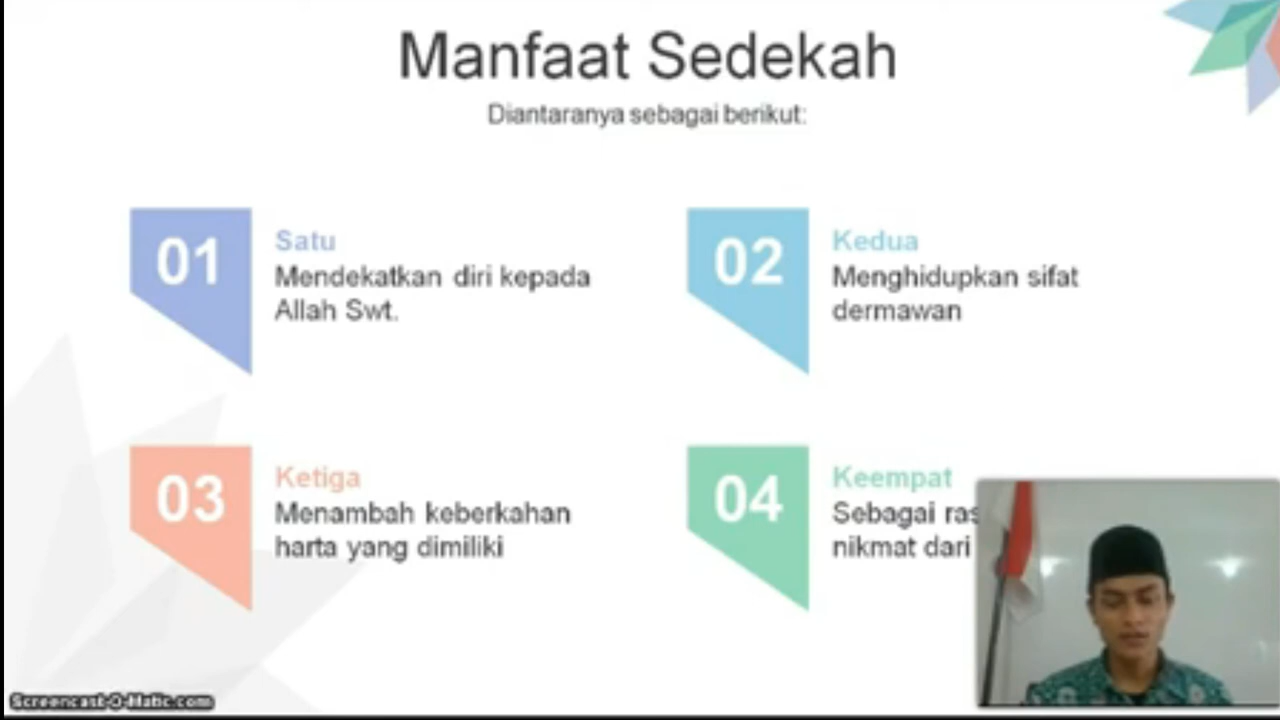 Manfaat Sedekah
Diantaranya sebagai berikut:
01
Satu
Mendekatkan diri kepada
Allah Swt.
02
Kedua
Menghidupkan sifat
dermawan
03
Ketiga
Menambah keberkahan
harta yang dimiliki
04
Keempat
Sebagai
nikmat dari
Screencast-O-Matic.com